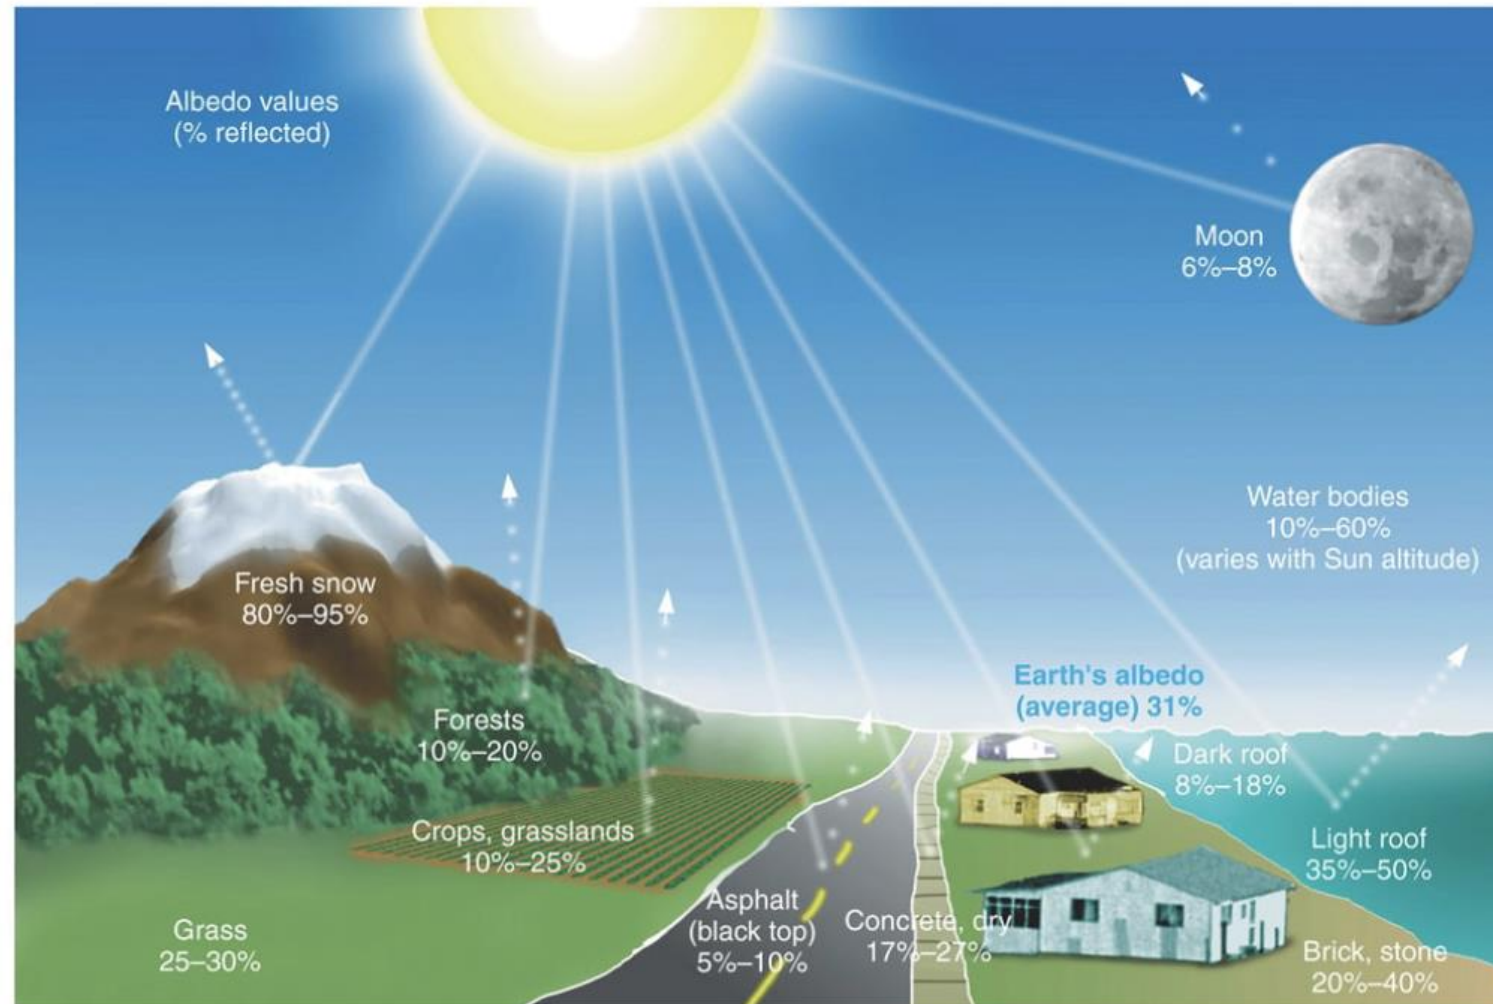 Albedo values
(% reflected)
Moon
6%–8%
Water bodies
10%–60%
(varies with Sun altitude)
Fresh snow
80%–95%
Earth's albedo
(average) 31%
Forests
10%–20%
Dark roof
8%–18%
Crops, grasslands
10%–25%
Light roof
35%–50%
Asphalt
(black top)
5%–10%
Concrete, dry
17%–27%
Grass
25–30%
Brick, stone
20%–40%